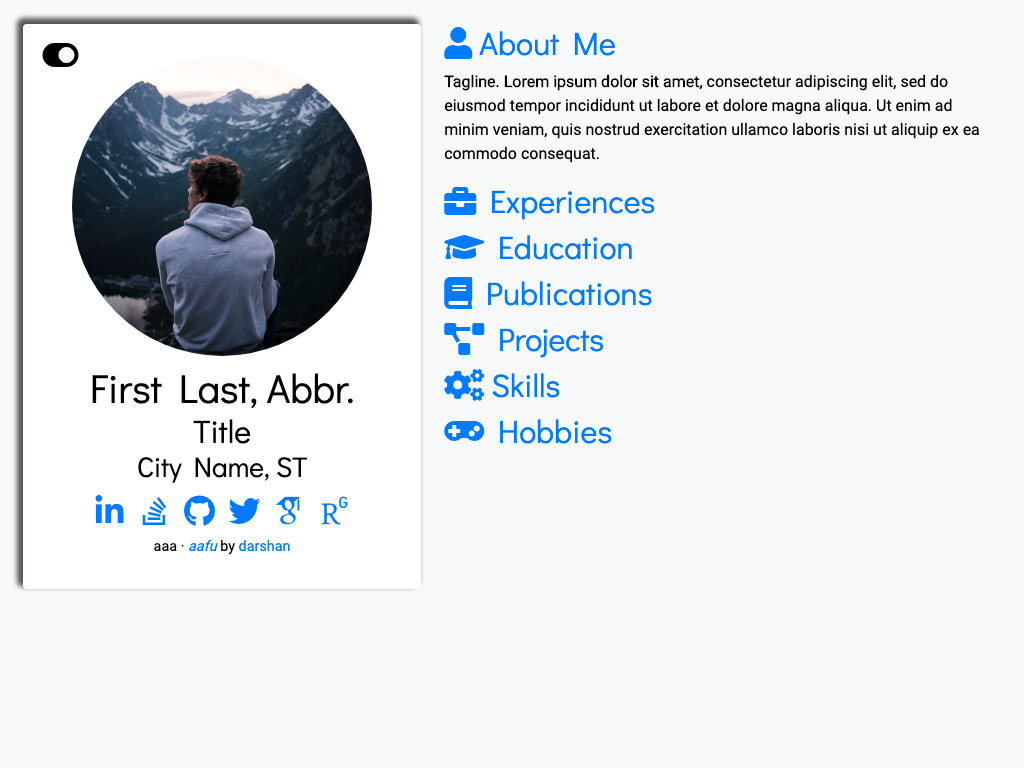 First Last, Abbr.
Title
City Name, ST
aaa · aafu by darshan
About Me
Tagline. Lorem ipsum dolor sit amet, consectetur adipiscing elit, sed do
eiusmod tempor incididunt ut labore et dolore magna aliqua. Ut enim ad
minim veniam, quis nostrud exercitation ullamco laboris nisi ut aliquip ex ea
commodo consequat.
Experiences
Education
Publications
Projects
Skills
Hobbies